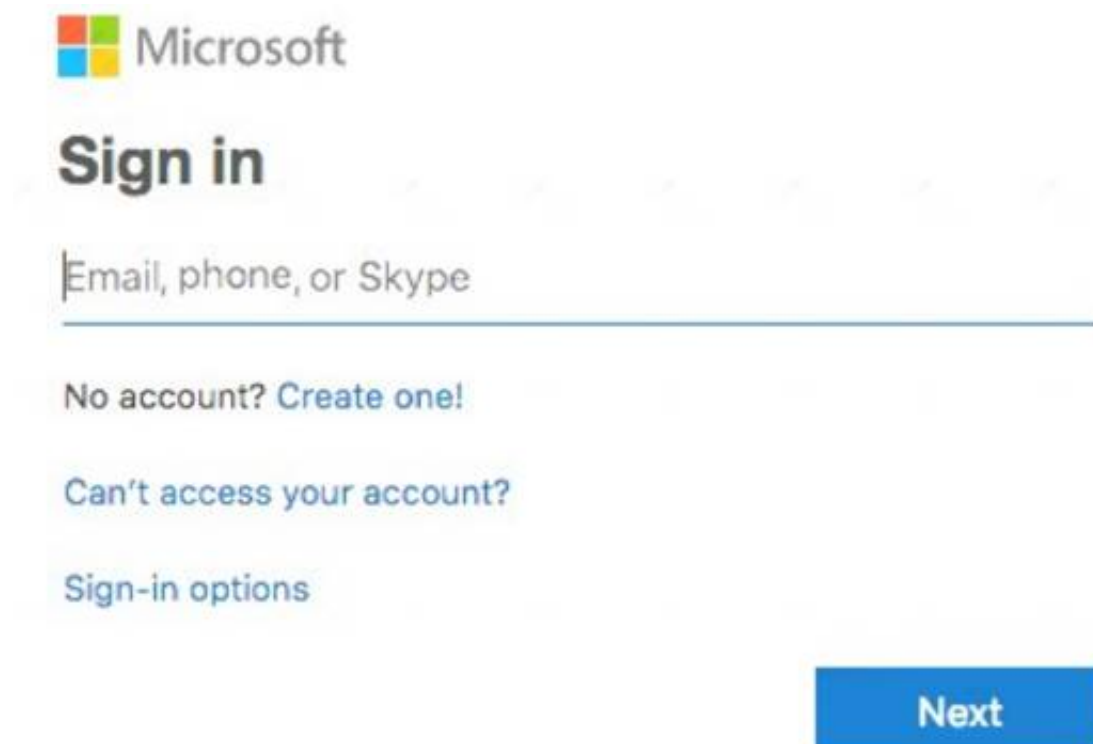 Microsoft
Sign in
Email, phone, or Skype
No account? Create one!
Can't access your account?
Sign-in options
Next